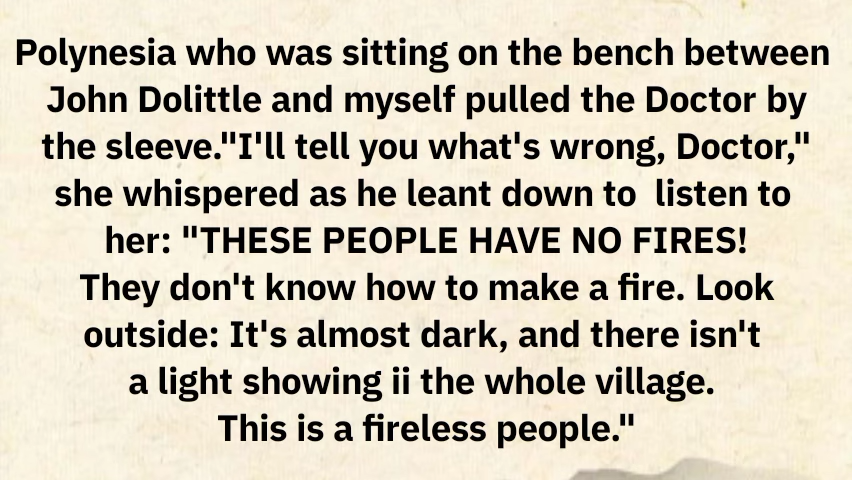 Polynesia who was sitting on the bench between
John Dolittle and myself pulled the Doctor by
the sleeve."I'll tell you what's wrong, Doctor,"
she whispered as he leant down to  listen to
her: "THESE PEOPLE HAVE NO FIRES!
They don't know how to make a fire. Look
outside: It's almost dark, and there isn't
a light showing ii the whole village.
This is a fireless people."